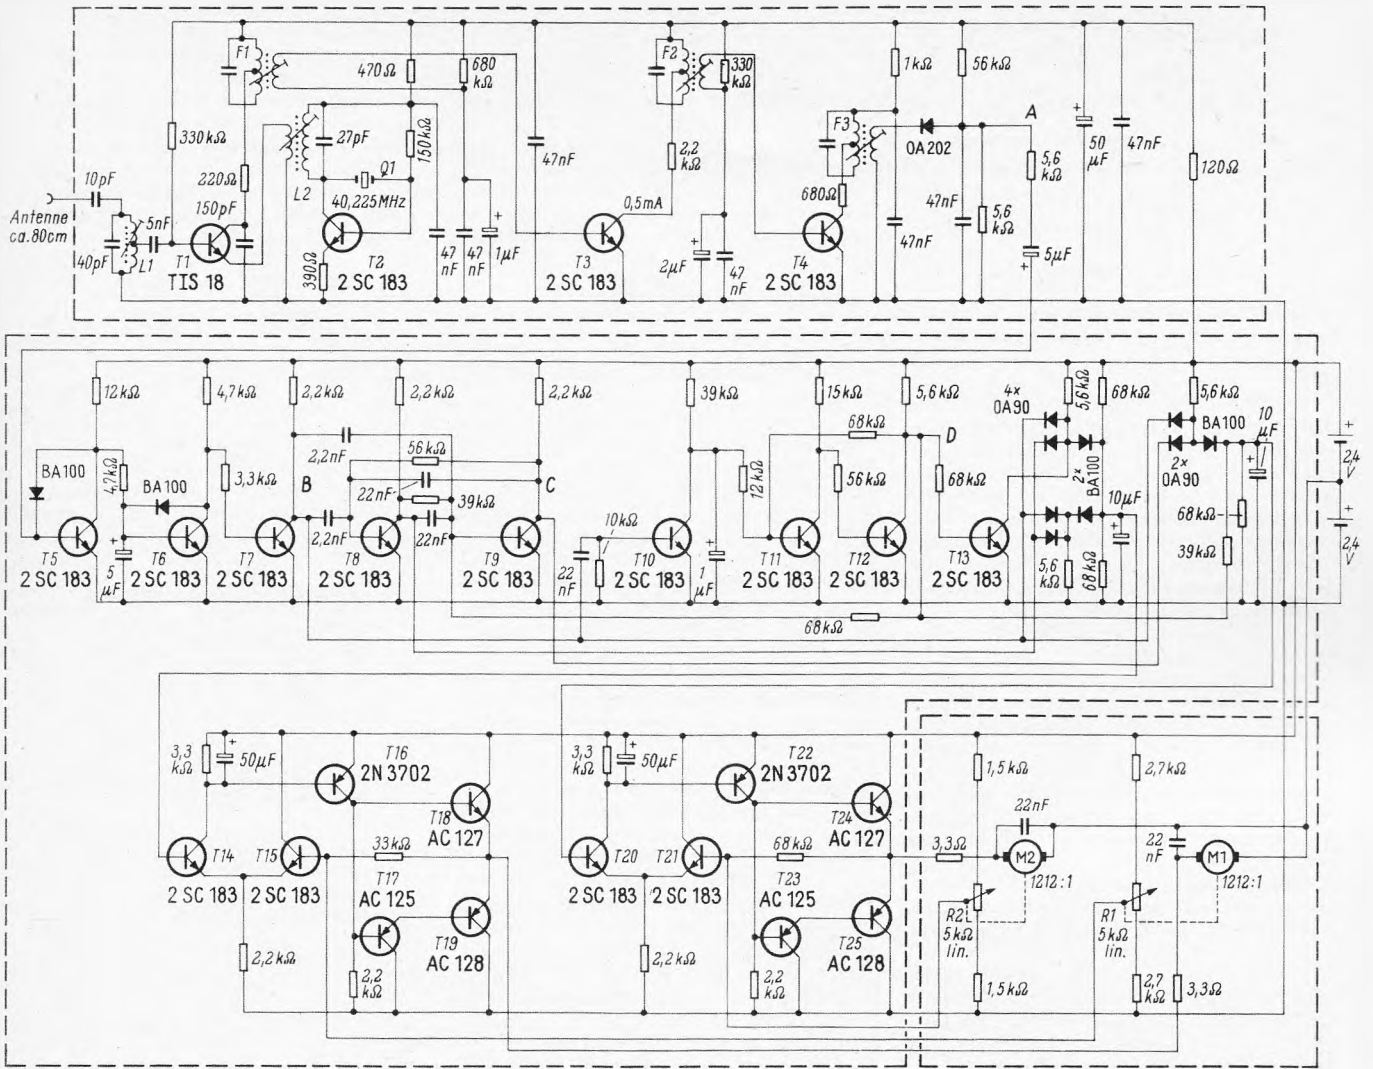 F1
470Ω
680
kΩ
F2
330
kΩ
1kΩ
56kΩ
330kΩ
27pF
150kΩ
47nF
2,2
kΩ
F3
OA202
A
5,6
kΩ
50
μF
47nF
120Ω
10pF
Antenne
ca.80cm
220Ω
150pF
5nF
40pF
L1
L2
Q1
40,225MHz
0,5mA
680Ω
47nF
47nF
5,6
kΩ
5μF
T1
TIS 18
390Ω
T2
2 SC 183
47
nF
47
nF
1μF
T3
2 SC 183
2μF
47
nF
T4
2 SC 183
12kΩ
4,7kΩ
2,2kΩ
2,2kΩ
2,2kΩ
39kΩ
15kΩ
5,6kΩ
4×
OA90
5,6
kΩ
68kΩ
5,6kΩ
BA100
10
μF
2,4
V
2,4
V
BA100
4,7kΩ
BA100
3,3kΩ
2,2nF
56kΩ
22nF
39kΩ
B
C
2,2nF
22nF
10kΩ
12kΩ
68kΩ
56kΩ
D
68kΩ
2×
BA100
10μF
2×
OA90
68kΩ
39kΩ
T5
2 SC 183
5
μF
T6
2 SC 183
T7
2 SC 183
T8
2 SC 183
T9
2 SC 183
22
nF
T10
2 SC 183
1
μF
T11
2 SC 183
T12
2 SC 183
T13
2 SC 183
5,6
kΩ
68kΩ
68kΩ
3,3
kΩ
50μF
T16
2N 3702
T18
AC 127
33kΩ
T14
2 SC 183
T15
2 SC 183
T17
AC 125
T19
AC 128
2,2kΩ
2,2
kΩ
3,3
kΩ
50μF
T22
2N 3702
T24
AC 127
68kΩ
T20
2 SC 183
T21
2 SC 183
T23
AC 125
T25
AC 128
2,2kΩ
2,2
kΩ
1,5kΩ
2,7kΩ
22nF
3,3Ω
M2
1212:1
22
nF
M1
1212:1
R2
5kΩ
lin.
R1
5kΩ
lin.
1,5kΩ
2,7
kΩ
3,3Ω